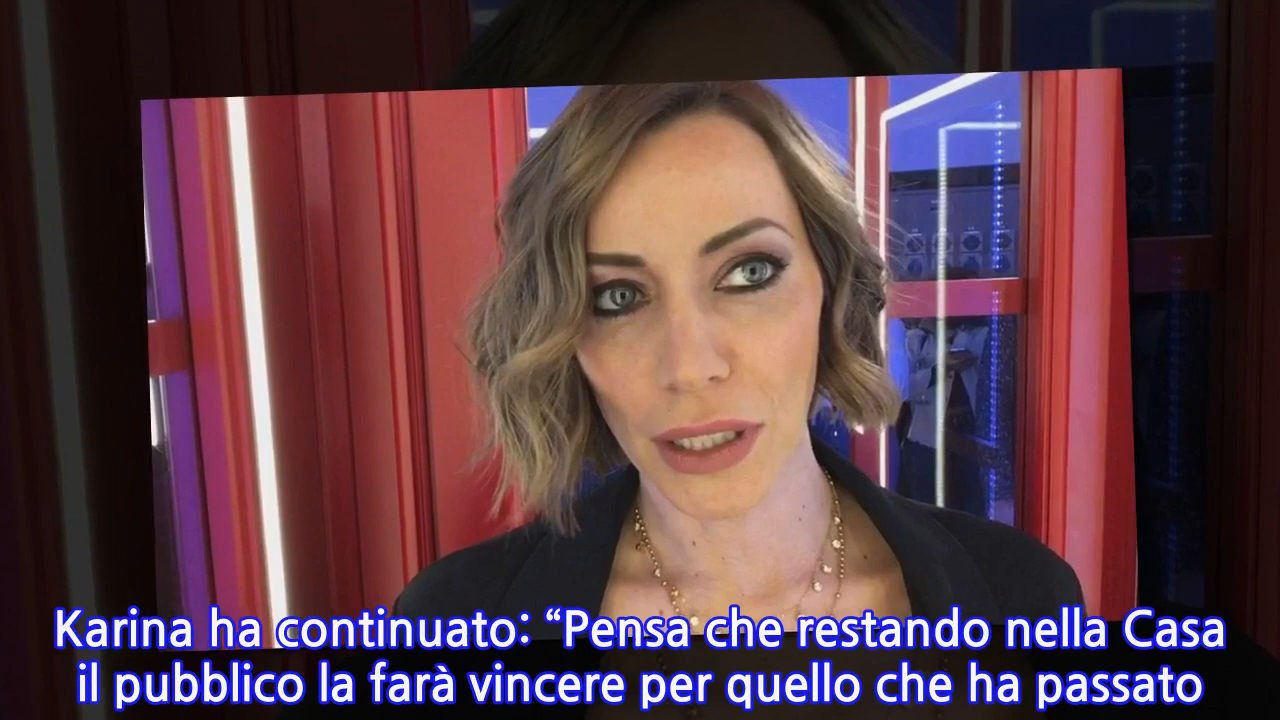 Karina ha continuato: “Pensa che restando nella Casa
il pubblico la farà vincere per quello che ha passato